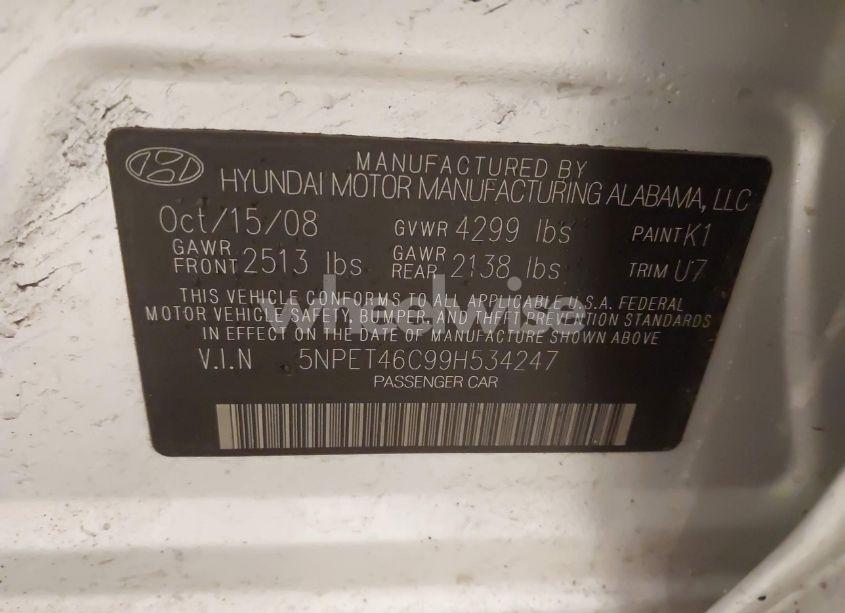 MANUFACTURED BY
HYUNDAI MOTOR MANUFACTURING ALABAMA, LLC
Oct/15/08 GVWR 4299 lbs PAINT K1
GAWR FRONT 2513 lbs GAWR REAR 2138 lbs TRIM U7
THIS VEHICLE CONFORMS TO ALL APPLICABLE U.S.A. FEDERAL
MOTOR VEHICLE SAFETY, BUMPER, AND THEFT PREVENTION STANDARDS
IN EFFECT ON THE DATE OF MANUFACTURE SHOWN ABOVE
V.I.N 5NPET46C99H534247
PASSENGER CAR
wheelwise